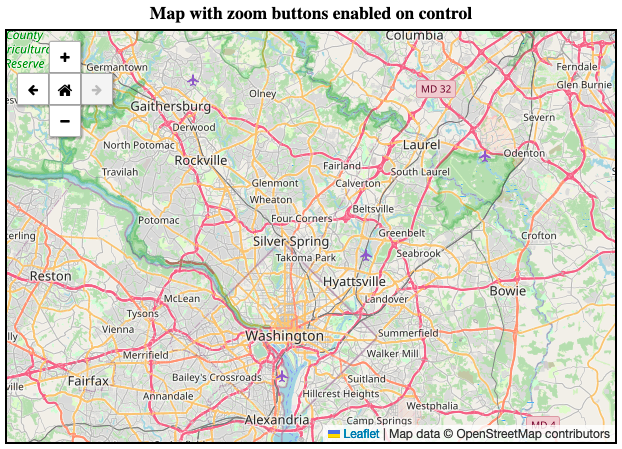 Map with zoom buttons enabled on control
County
ricultura
Reserve
Columbia
Germantown
Ferndale
Glen Burnie
Olney
MD 32
Gaithersburg
Derwood
Severn
North Potomac
Laurel
Odenton
Rockville
Fairland
Travilah
South Laurel
Glenmont
Calverton
Wheaton
Beltsville
Potomac
Four Corners
erling
Greenbelt
Crofton
Silver Spring
Takoma Park
Seabrook
Reston
Hyattsville
Bowie
McLean
Landover
Tysons
Vienna
Washington
Summerfield
lly
Merrifield
Walker Mill
Fairfax
Bailey's Crossroads
Suitland
ville
Annandale
Hillcrest Heights
Westphalia
Alexandria
Camp Springs
MD 4
Leaflet | Map data © OpenStreetMap contributors